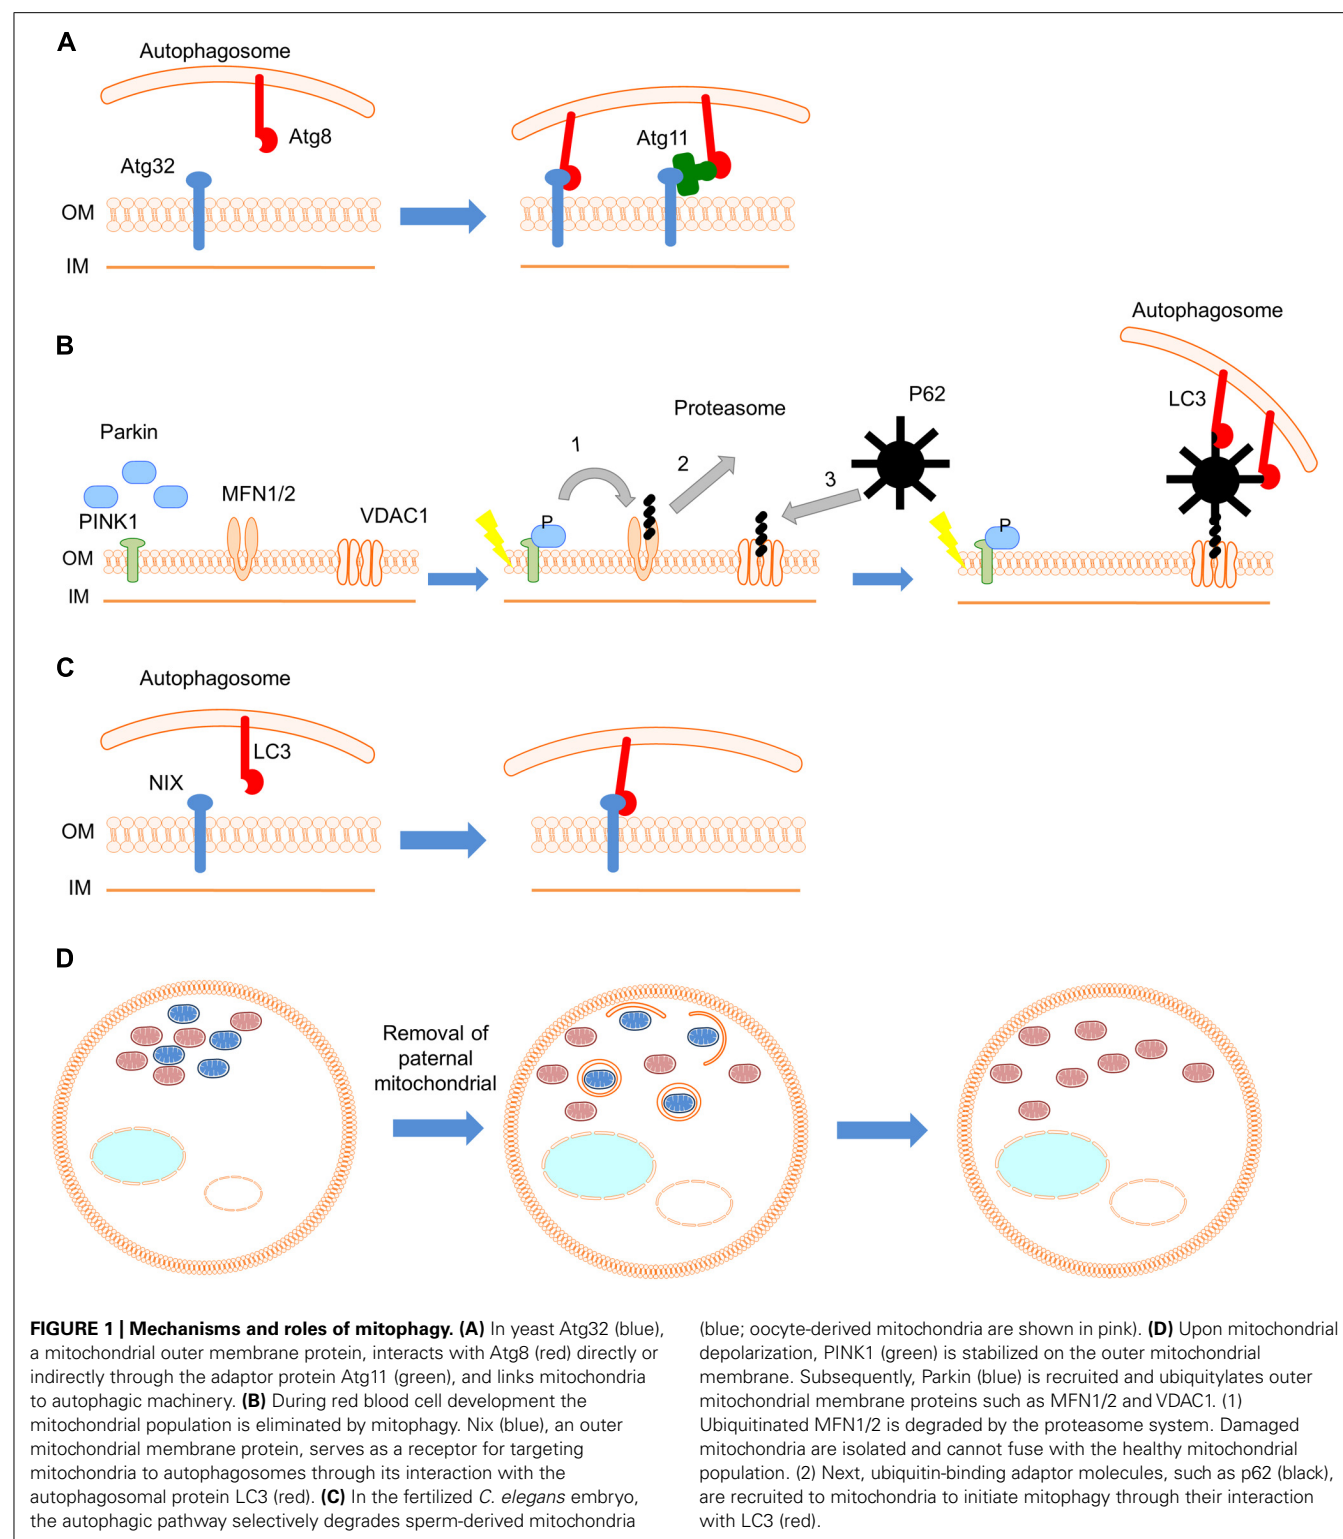 A
Autophagosome
Atg8
Atg32
OM
IM
Atg11
B
Parkin
PINK1
MFN1/2
VDAC1
OM
IM
1
2
Proteasome
3
P62
P
P
Autophagosome
LC3
C
Autophagosome
LC3
NIX
OM
IM
D
Removal of
paternal
mitochondrial
FIGURE 1 | Mechanisms and roles of mitophagy. (A) In yeast Atg32 (blue),
a mitochondrial outer membrane protein, interacts with Atg8 (red) directly or
indirectly through the adaptor protein Atg11 (green), and links mitochondria
to autophagic machinery. (B) During red blood cell development the
mitochondrial population is eliminated by mitophagy. Nix (blue), an outer
mitochondrial membrane protein, serves as a receptor for targeting
mitochondria to autophagosomes through its interaction with the
autophagosomal protein LC3 (red). (C) In the fertilized C. elegans embryo,
the autophagic pathway selectively degrades sperm-derived mitochondria
(blue; oocyte-derived mitochondria are shown in pink). (D) Upon mitochondrial
depolarization, PINK1 (green) is stabilized on the outer mitochondrial
membrane. Subsequently, Parkin (blue) is recruited and ubiquitylates outer
mitochondrial membrane proteins such as MFN1/2 and VDAC1. (1)
Ubiquitinated MFN1/2 is degraded by the proteasome system. Damaged
mitochondria are isolated and cannot fuse with the healthy mitochondrial
population. (2) Next, ubiquitin-binding adaptor molecules, such as p62 (black),
are recruited to mitochondria to initiate mitophagy through their interaction
with LC3 (red).